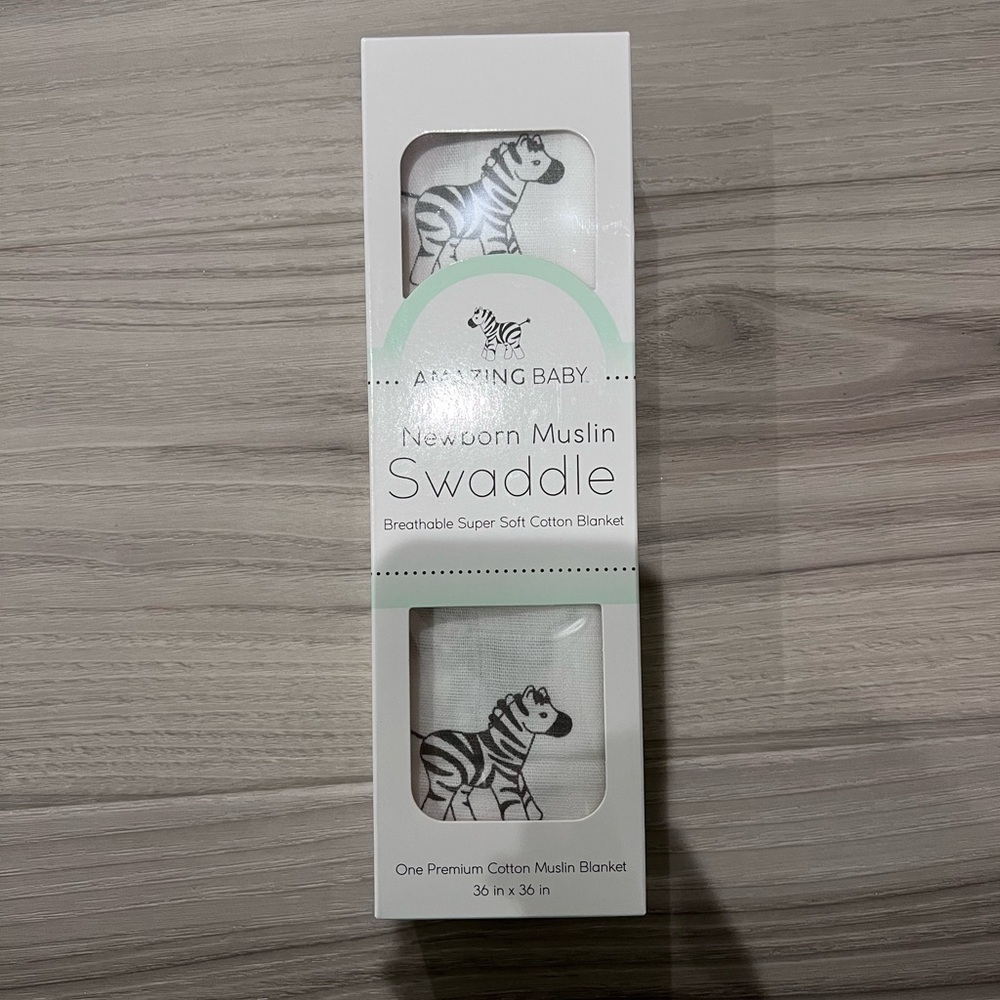 AMAZING BABY
Newborn Muslin
Swaddle
Breathable Super Soft Cotton Blanket
One Premium Cotton Muslin Blanket
36 in x 36 in